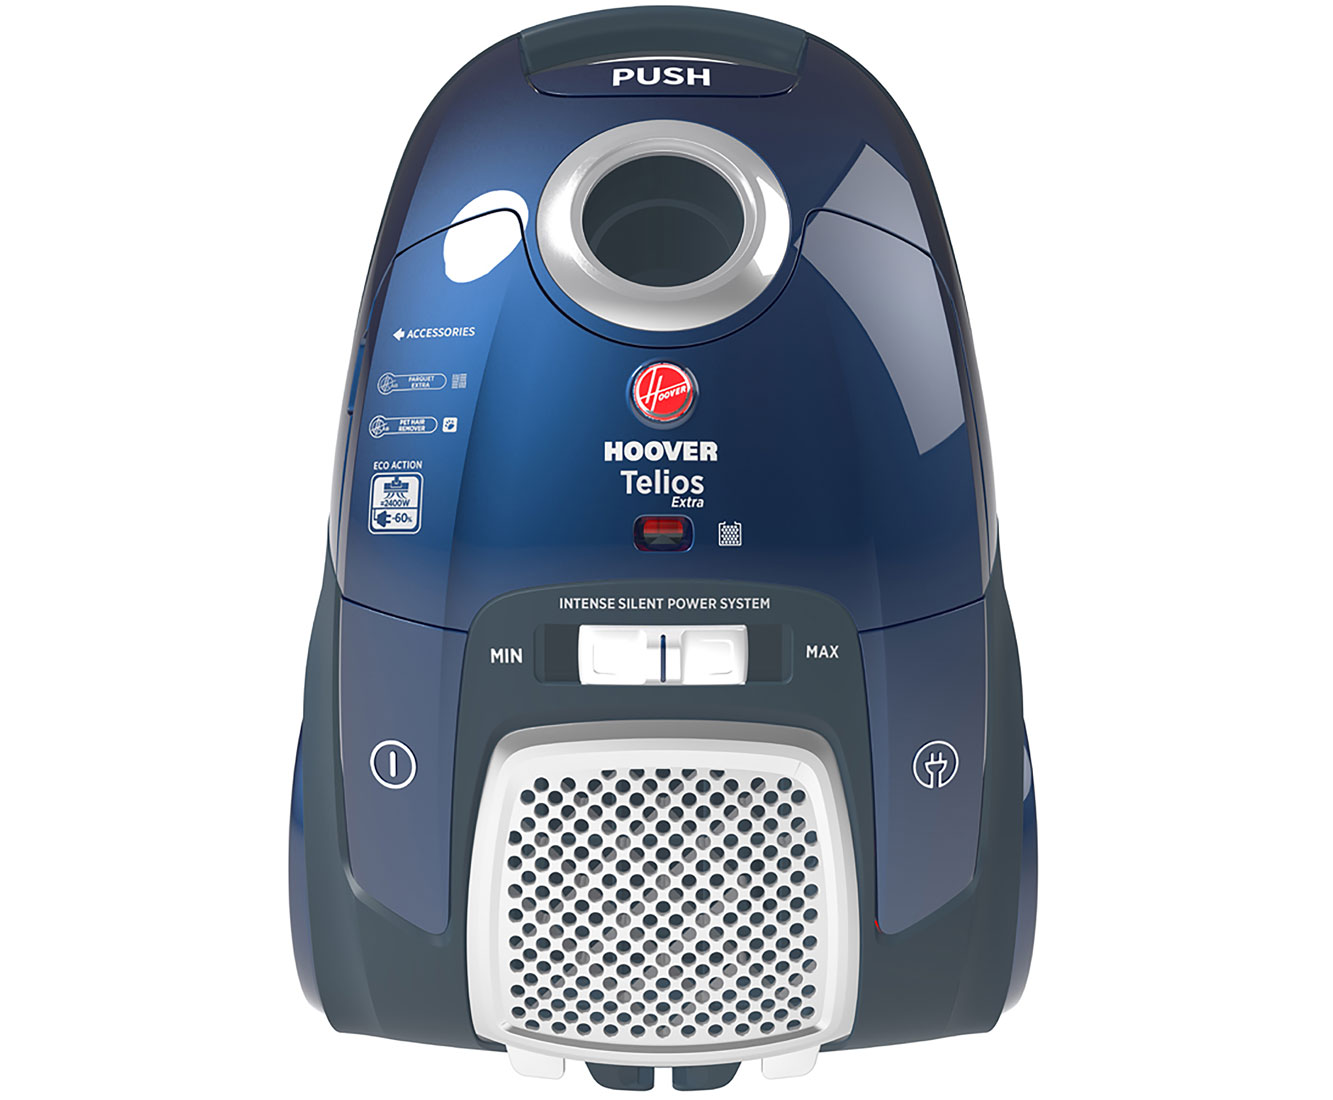 PUSH
ACCESSORIES
PARQUET
EXTRA
PET HAIR
REMOVER
ECO ACTION
=2400W
-60%
HOOVER
HOOVER
Telios
Extra
INTENSE SILENT POWER SYSTEM
MIN
MAX